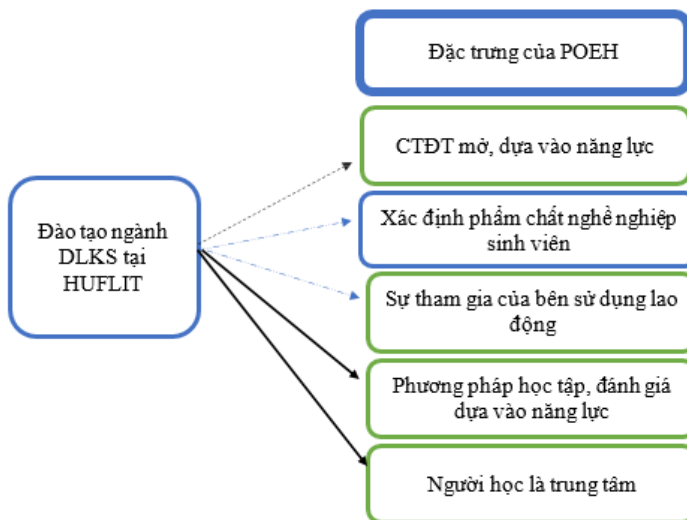 Đặc trưng của POEH
CTĐT mở, dựa vào năng lực
Đào tạo ngành
DLKS tại
HUFLIT
Xác định phẩm chất nghề nghiệp
sinh viên
Sự tham gia của bên sử dụng lao
động
Phương pháp học tập, đánh giá
dựa vào năng lực
Người học là trung tâm